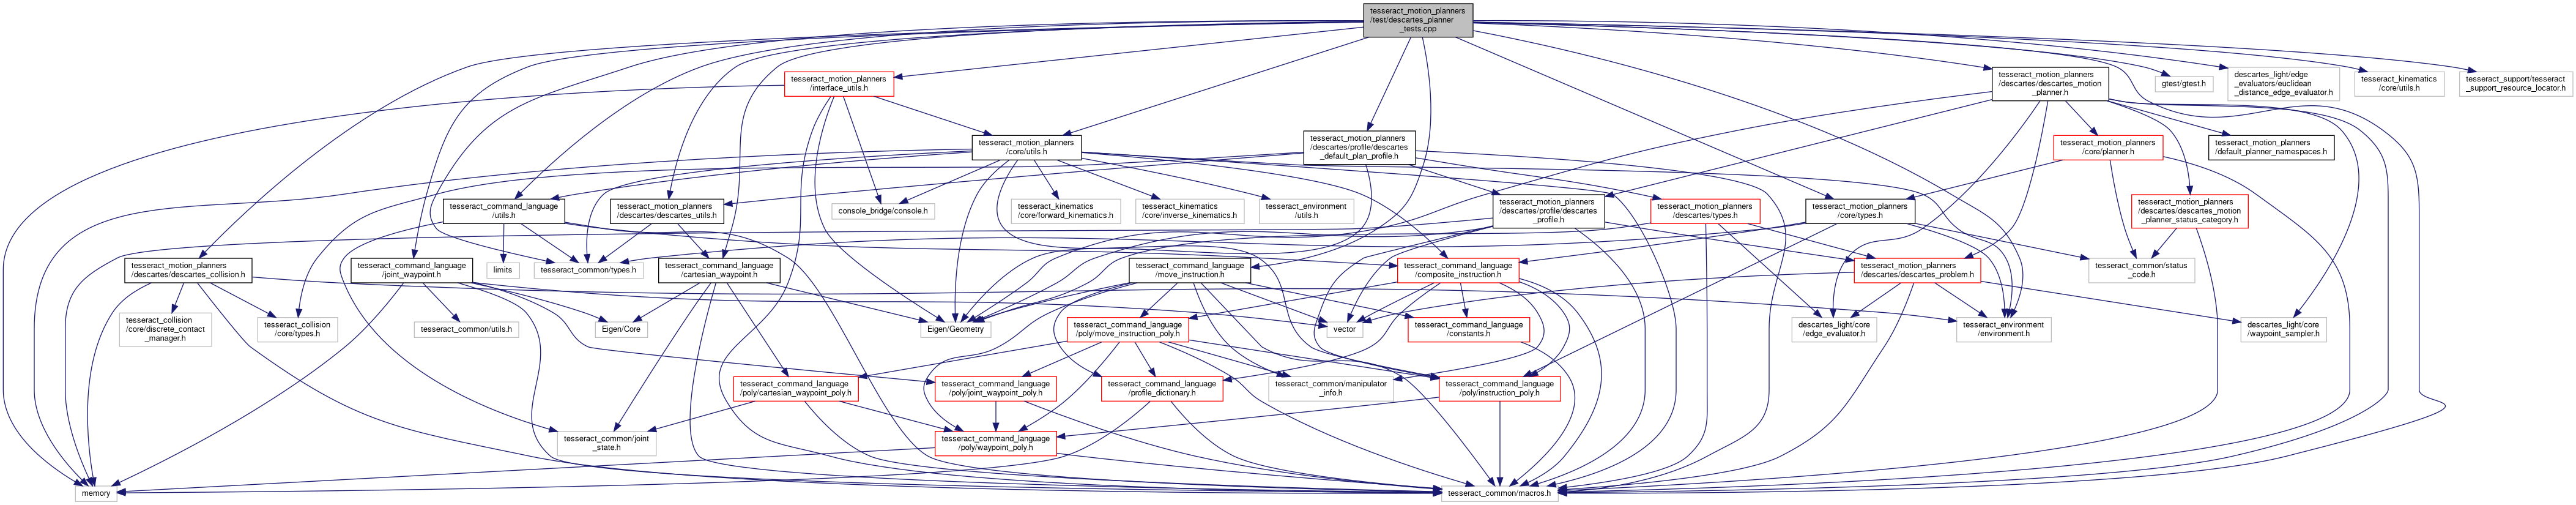 tesseract_motion_planners
/test/descartes_planner
_tests.cpp
tesseract_motion_planners
/interface_utils.h
tesseract_motion_planners
/descartes/descartes_motion
_planner.h
gtest/gtest.h
descartes_light/edge
_evaluators/euclidean
_distance_edge_evaluator.h
tesseract_kinematics
/core/utils.h
tesseract_support/tesseract
_support_resource_locator.h
tesseract_motion_planners
/core/utils.h
tesseract_motion_planners
/descartes/profile/descartes
_default_plan_profile.h
tesseract_motion_planners
/core/planner.h
tesseract_motion_planners
/default_planner_namespaces.h
tesseract_command_language
/utils.h
tesseract_motion_planners
/descartes/descartes_utils.h
console_bridge/console.h
tesseract_kinematics
/core/forward_kinematics.h
tesseract_kinematics
/core/inverse_kinematics.h
tesseract_environment
/utils.h
tesseract_motion_planners
/descartes/profile/descartes
_profile.h
tesseract_motion_planners
/descartes/types.h
tesseract_motion_planners
/core/types.h
tesseract_motion_planners
/descartes/descartes_motion
_planner_status_category.h
tesseract_motion_planners
/descartes/descartes_collision.h
tesseract_command_language
/joint_waypoint.h
limits
tesseract_common/types.h
tesseract_command_language
/cartesian_waypoint.h
tesseract_command_language
/move_instruction.h
tesseract_command_language
/composite_instruction.h
tesseract_motion_planners
/descartes/descartes_problem.h
tesseract_common/status
_code.h
tesseract_collision
/core/discrete_contact
_manager.h
tesseract_collision
/core/types.h
tesseract_common/utils.h
Eigen/Core
Eigen/Geometry
tesseract_command_language
/poly/move_instruction_poly.h
vector
tesseract_command_language
/constants.h
descartes_light/core
/edge_evaluator.h
tesseract_environment
/environment.h
descartes_light/core
/waypoint_sampler.h
tesseract_command_language
/poly/cartesian_waypoint_poly.h
tesseract_command_language
/poly/joint_waypoint_poly.h
tesseract_command_language
/profile_dictionary.h
tesseract_common/manipulator
_info.h
tesseract_command_language
/poly/instruction_poly.h
tesseract_common/joint
_state.h
tesseract_command_language
/poly/waypoint_poly.h
memory
tesseract_common/macros.h